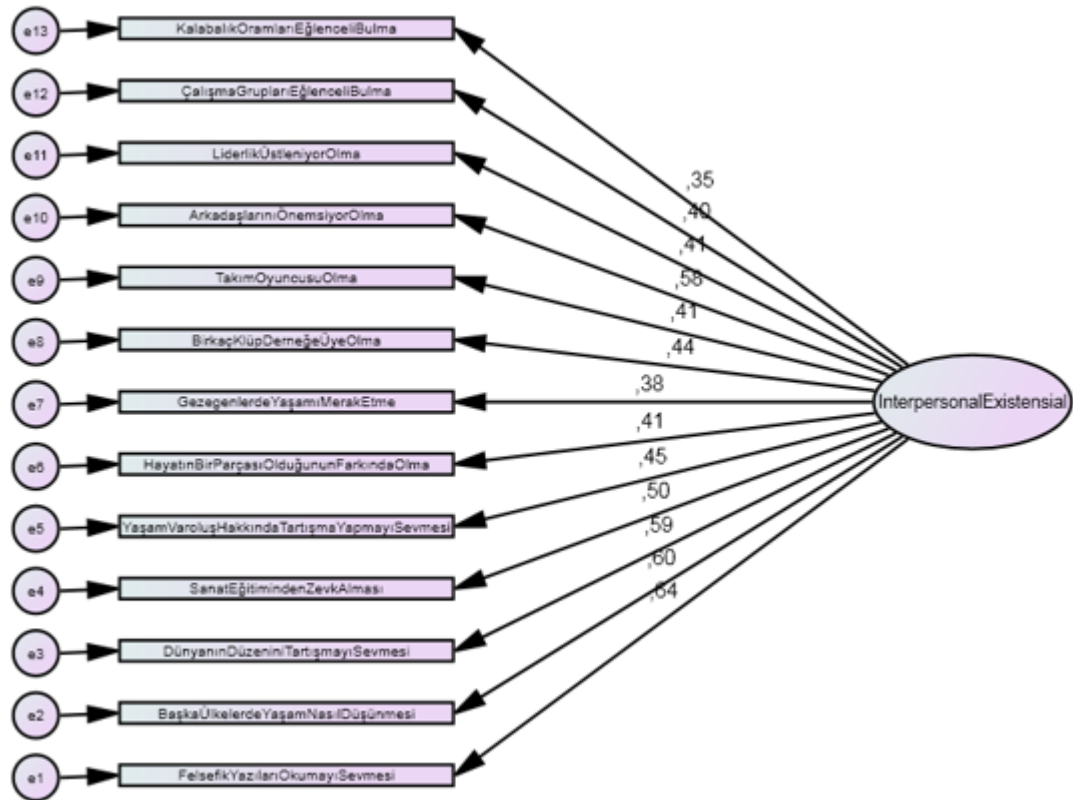 e13
KalabalıkOramlarıEğlenceliBulma
e12
ÇalışmaGruplarıEğlenceliBulma
e11
LiderlikÜstleniyorOlma
e10
ArkadaşlarınıÖnemsiyorOlma
e9
TakımOyuncusuOlma
e8
BirkaçKlüpDerneğeÜyeOlma
e7
GezegenlerdeYaşamıMerakEtme
e6
HayatınBirParçasıOlduğununFarkındaOlma
e5
YaşamVaroluşHakkındaTartışmaYapmayıSevmesi
e4
SanatEğitimindenZevkAlması
e3
DünyanınDüzeniniTartışmayıSevmesi
e2
BaşkaÜlkelerdeYaşamNasılDüşünmesi
e1
FelsefikYazılarıOkumayıSevmesi
,35
,40
,41
,58
,41
,44
,38
,41
,45
,50
,59
,60
,64
InterpersonalExistensial